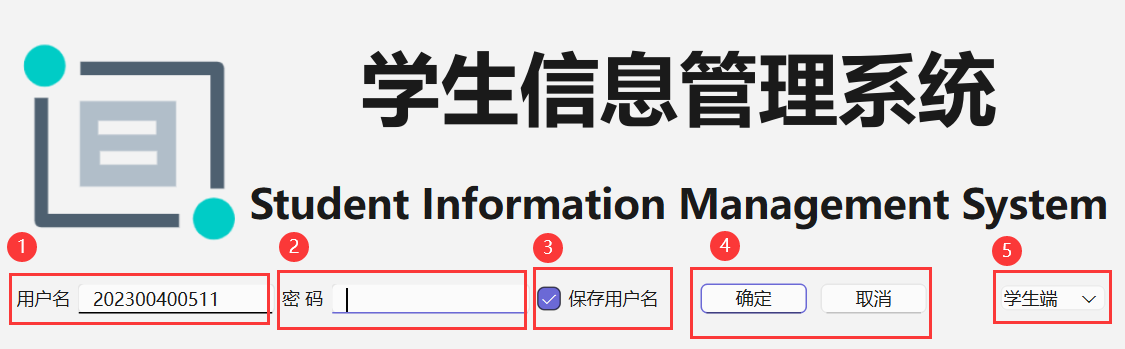 学生信息管理系统
Student Information Management System
1 2 3 4 5
用户名 202300400511 密 码 保存用户名 确定 取消 学生端